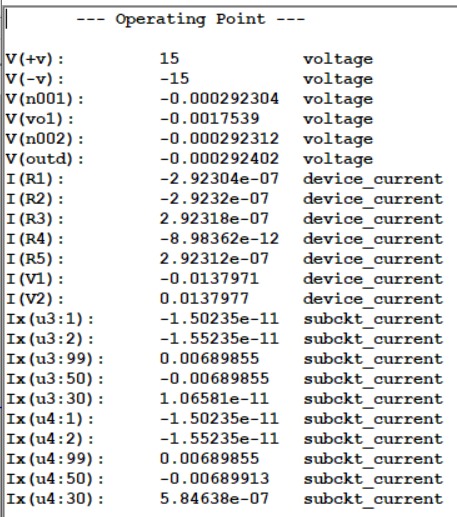 --- Operating Point ---
V(+v): 15 voltage
V(-v): -15 voltage
V(n001): -0.000292304 voltage
V(vo1): -0.0017539 voltage
V(n002): -0.000292312 voltage
V(outd): -0.000292402 voltage
I(R1): -2.92304e-07 device_current
I(R2): -2.9232e-07 device_current
I(R3): 2.92318e-07 device_current
I(R4): -8.98362e-12 device_current
I(R5): 2.92312e-07 device_current
I(V1): -0.0137971 device_current
I(V2): 0.0137977 device_current
Ix(u3:1): -1.50235e-11 subckt_current
Ix(u3:2): -1.55235e-11 subckt_current
Ix(u3:99): 0.00689855 subckt_current
Ix(u3:50): -0.00689855 subckt_current
Ix(u3:30): 1.06581e-11 subckt_current
Ix(u4:1): -1.50235e-11 subckt_current
Ix(u4:2): -1.55235e-11 subckt_current
Ix(u4:99): 0.00689855 subckt_current
Ix(u4:50): -0.00689913 subckt_current
Ix(u4:30): 5.84638e-07 subckt_current